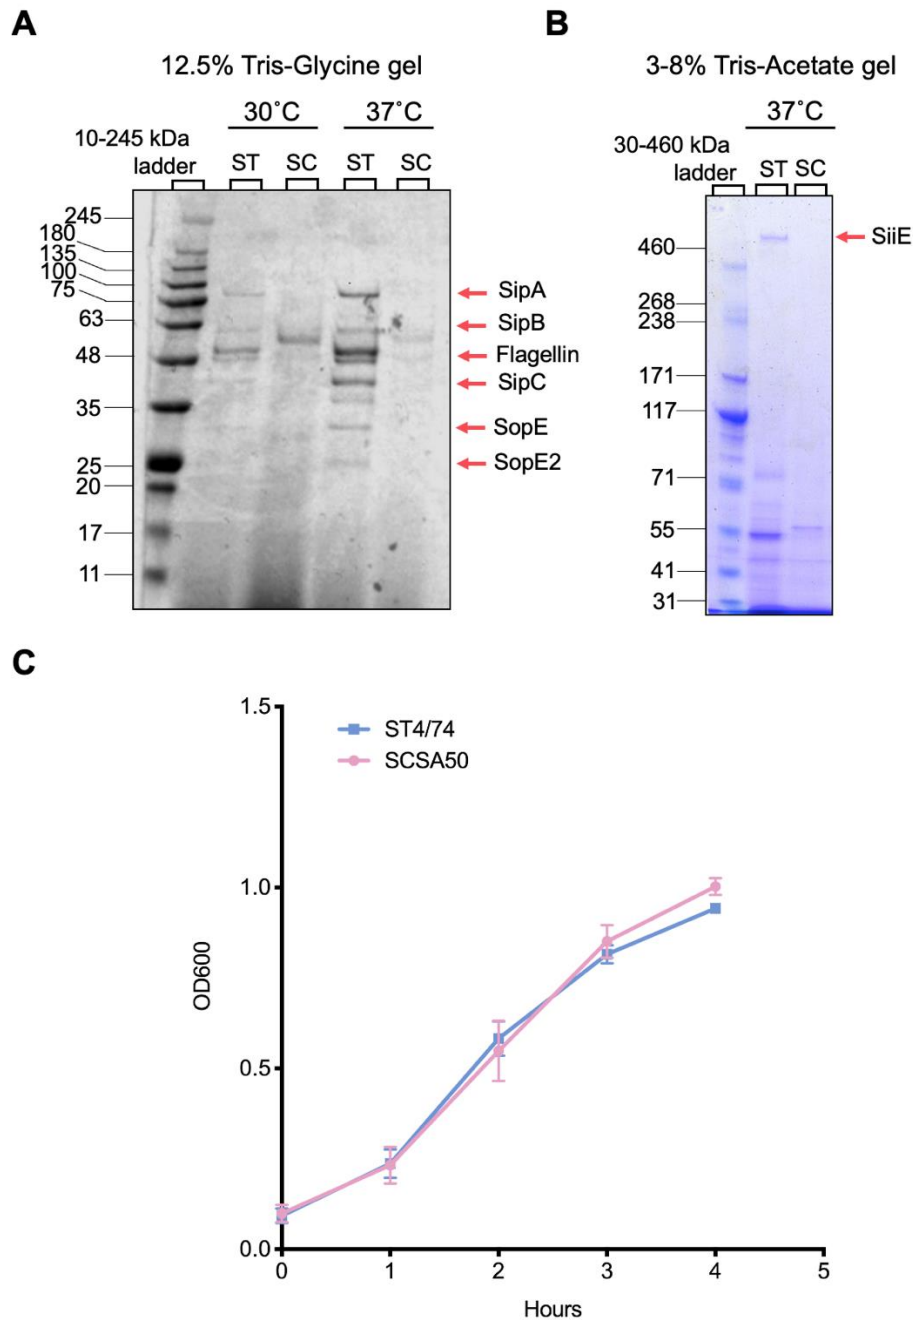 A
12.5% Tris-Glycine gel
30˚C 37˚C
10-245 kDa
ladder ST SC ST SC
245
180
135
100
75
63
48
35
25
20
17
11
SipA
SipB
Flagellin
SipC
SopE
SopE2
B
3-8% Tris-Acetate gel
37˚C
30-460 kDa
ladder ST SC
460
268
238
171
117
71
55
41
31
SiiE
C
1.5
1.0
0.5
0.0
OD600
ST4/74
SCSA50
0 1 2 3 4 5
Hours